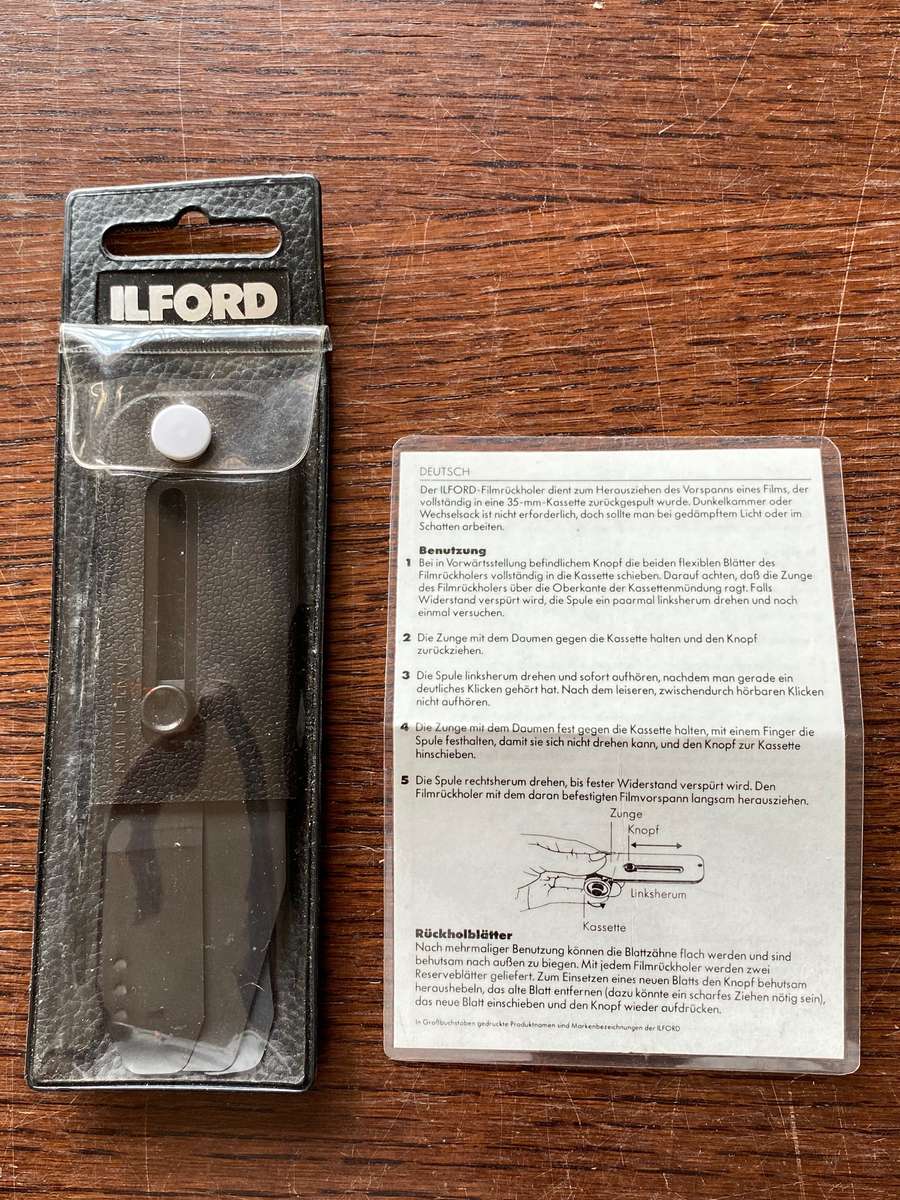 ILFORD
DEUTSCH
Der ILFORD-Filmrückholer dient zum Herausziehen des Vorspanns eines Films, der
vollständig in eine 35-mm-Kassette zurückgespult wurde. Dunkelkammer oder
Wechselsack ist nicht erforderlich, doch sollte man bei gedämpftem Licht oder im
Schatten arbeiten.
Benutzung
1 Bei in Vorwärtsstellung befindlichem Knopf die beiden flexiblen Blätter des
Filmrückholers vollständig in die Kassette schieben. Darauf achten, daß die Zunge
des Filmrückholers über die Oberkante der Kassettenmündung ragt. Falls
Widerstand verspürt wird, die Spule ein paarmal linksherum drehen und noch
einmal versuchen.
2 Die Zunge mit dem Daumen gegen die Kassette halten und den Knopf
zurückziehen.
3 Die Spule linksherum drehen und sofort aufhören, nachdem man gerade ein
deutliches Klicken gehört hat. Nach dem leiseren, zwischendurch hörbaren Klicken
nicht aufhören.
4 Die Zunge mit dem Daumen fest gegen die Kassette halten, mit einem Finger die
Spule festhalten, damit sie sich nicht drehen kann, und den Knopf zur Kassette
hinschieben.
5 Die Spule rechtsherum drehen, bis fester Widerstand verspürt wird. Den
Filmrückholer mit dem daran befestigten Filmvorspann langsam herausziehen.
Zunge
Knopf
Linksherum
Kassette
Rückholblätter
Nach mehrmaliger Benutzung können die Blattzähne flach werden und sind
behutsam nach außen zu biegen. Mit jedem Filmrückholer werden zwei
Reserveblätter geliefert. Zum Einsetzen eines neuen Blatts den Knopf behutsam
heraushebeln, das alte Blatt entfernen (dazu könnte ein scharfes Ziehen nötig sein),
das neue Blatt einschieben und den Knopf wieder aufdrücken.
In Großbuchstaben gedruckte Produktnamen sind Markenbezeichnungen der ILFORD